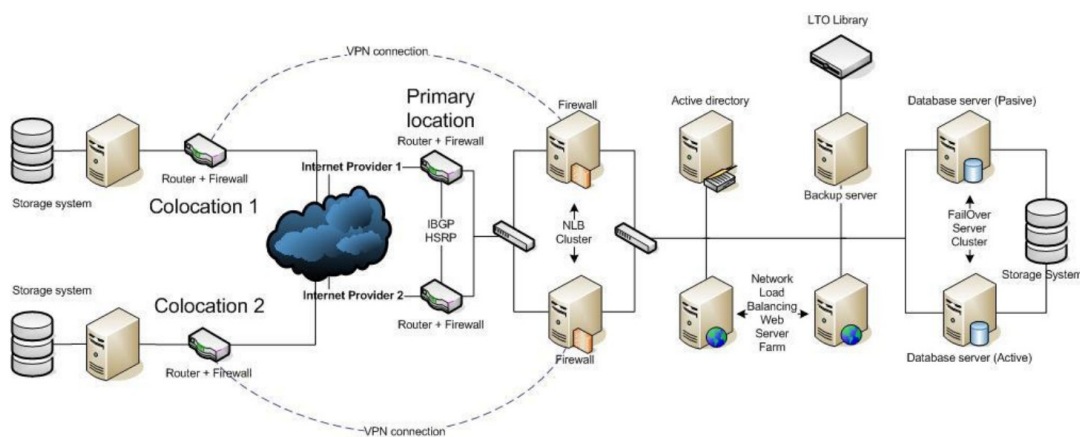 LTO Library
VPN connection
Primary
location
Firewall
Active directory
Database server (Pasive)
Router + Firewall
Internet Provider 1
Router + Firewall
Storage system
Colocation 1
Backup server
IBGP
HSRP
NLB
Cluster
FailOver
Server
Cluster
Storage System
Storage system
Colocation 2
Internet Provider 2
Router + Firewall
Network
Load
Balancing
Web
Server
Farm
Router + Firewall
Firewall
Database server (Active)
VPN connection